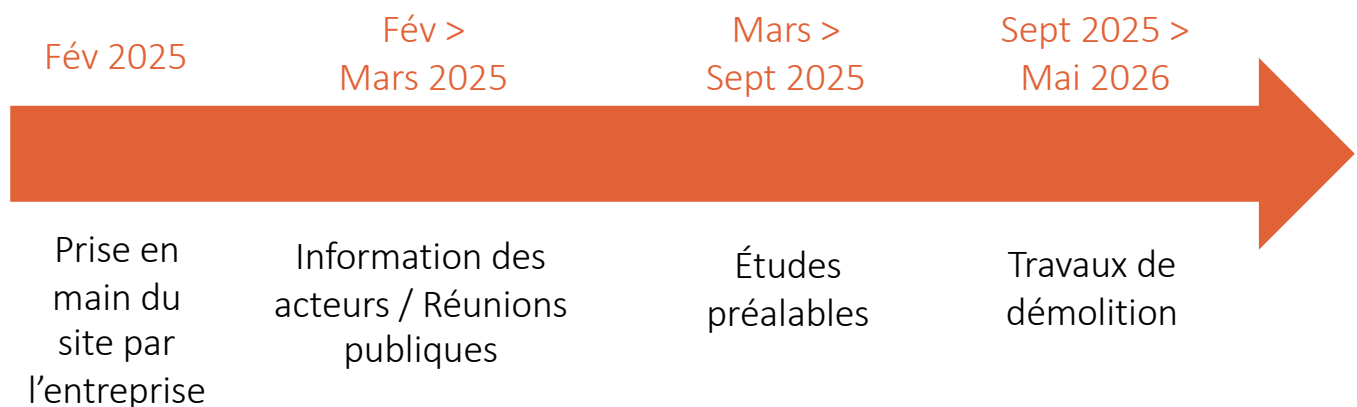 Fév 2025
Fév >
Mars 2025
Mars >
Sept 2025
Sept 2025 >
Mai 2026
Prise en
main du
site par
l’entreprise
Information des
acteurs / Réunions
publiques
Études
préalables
Travaux de
démolition